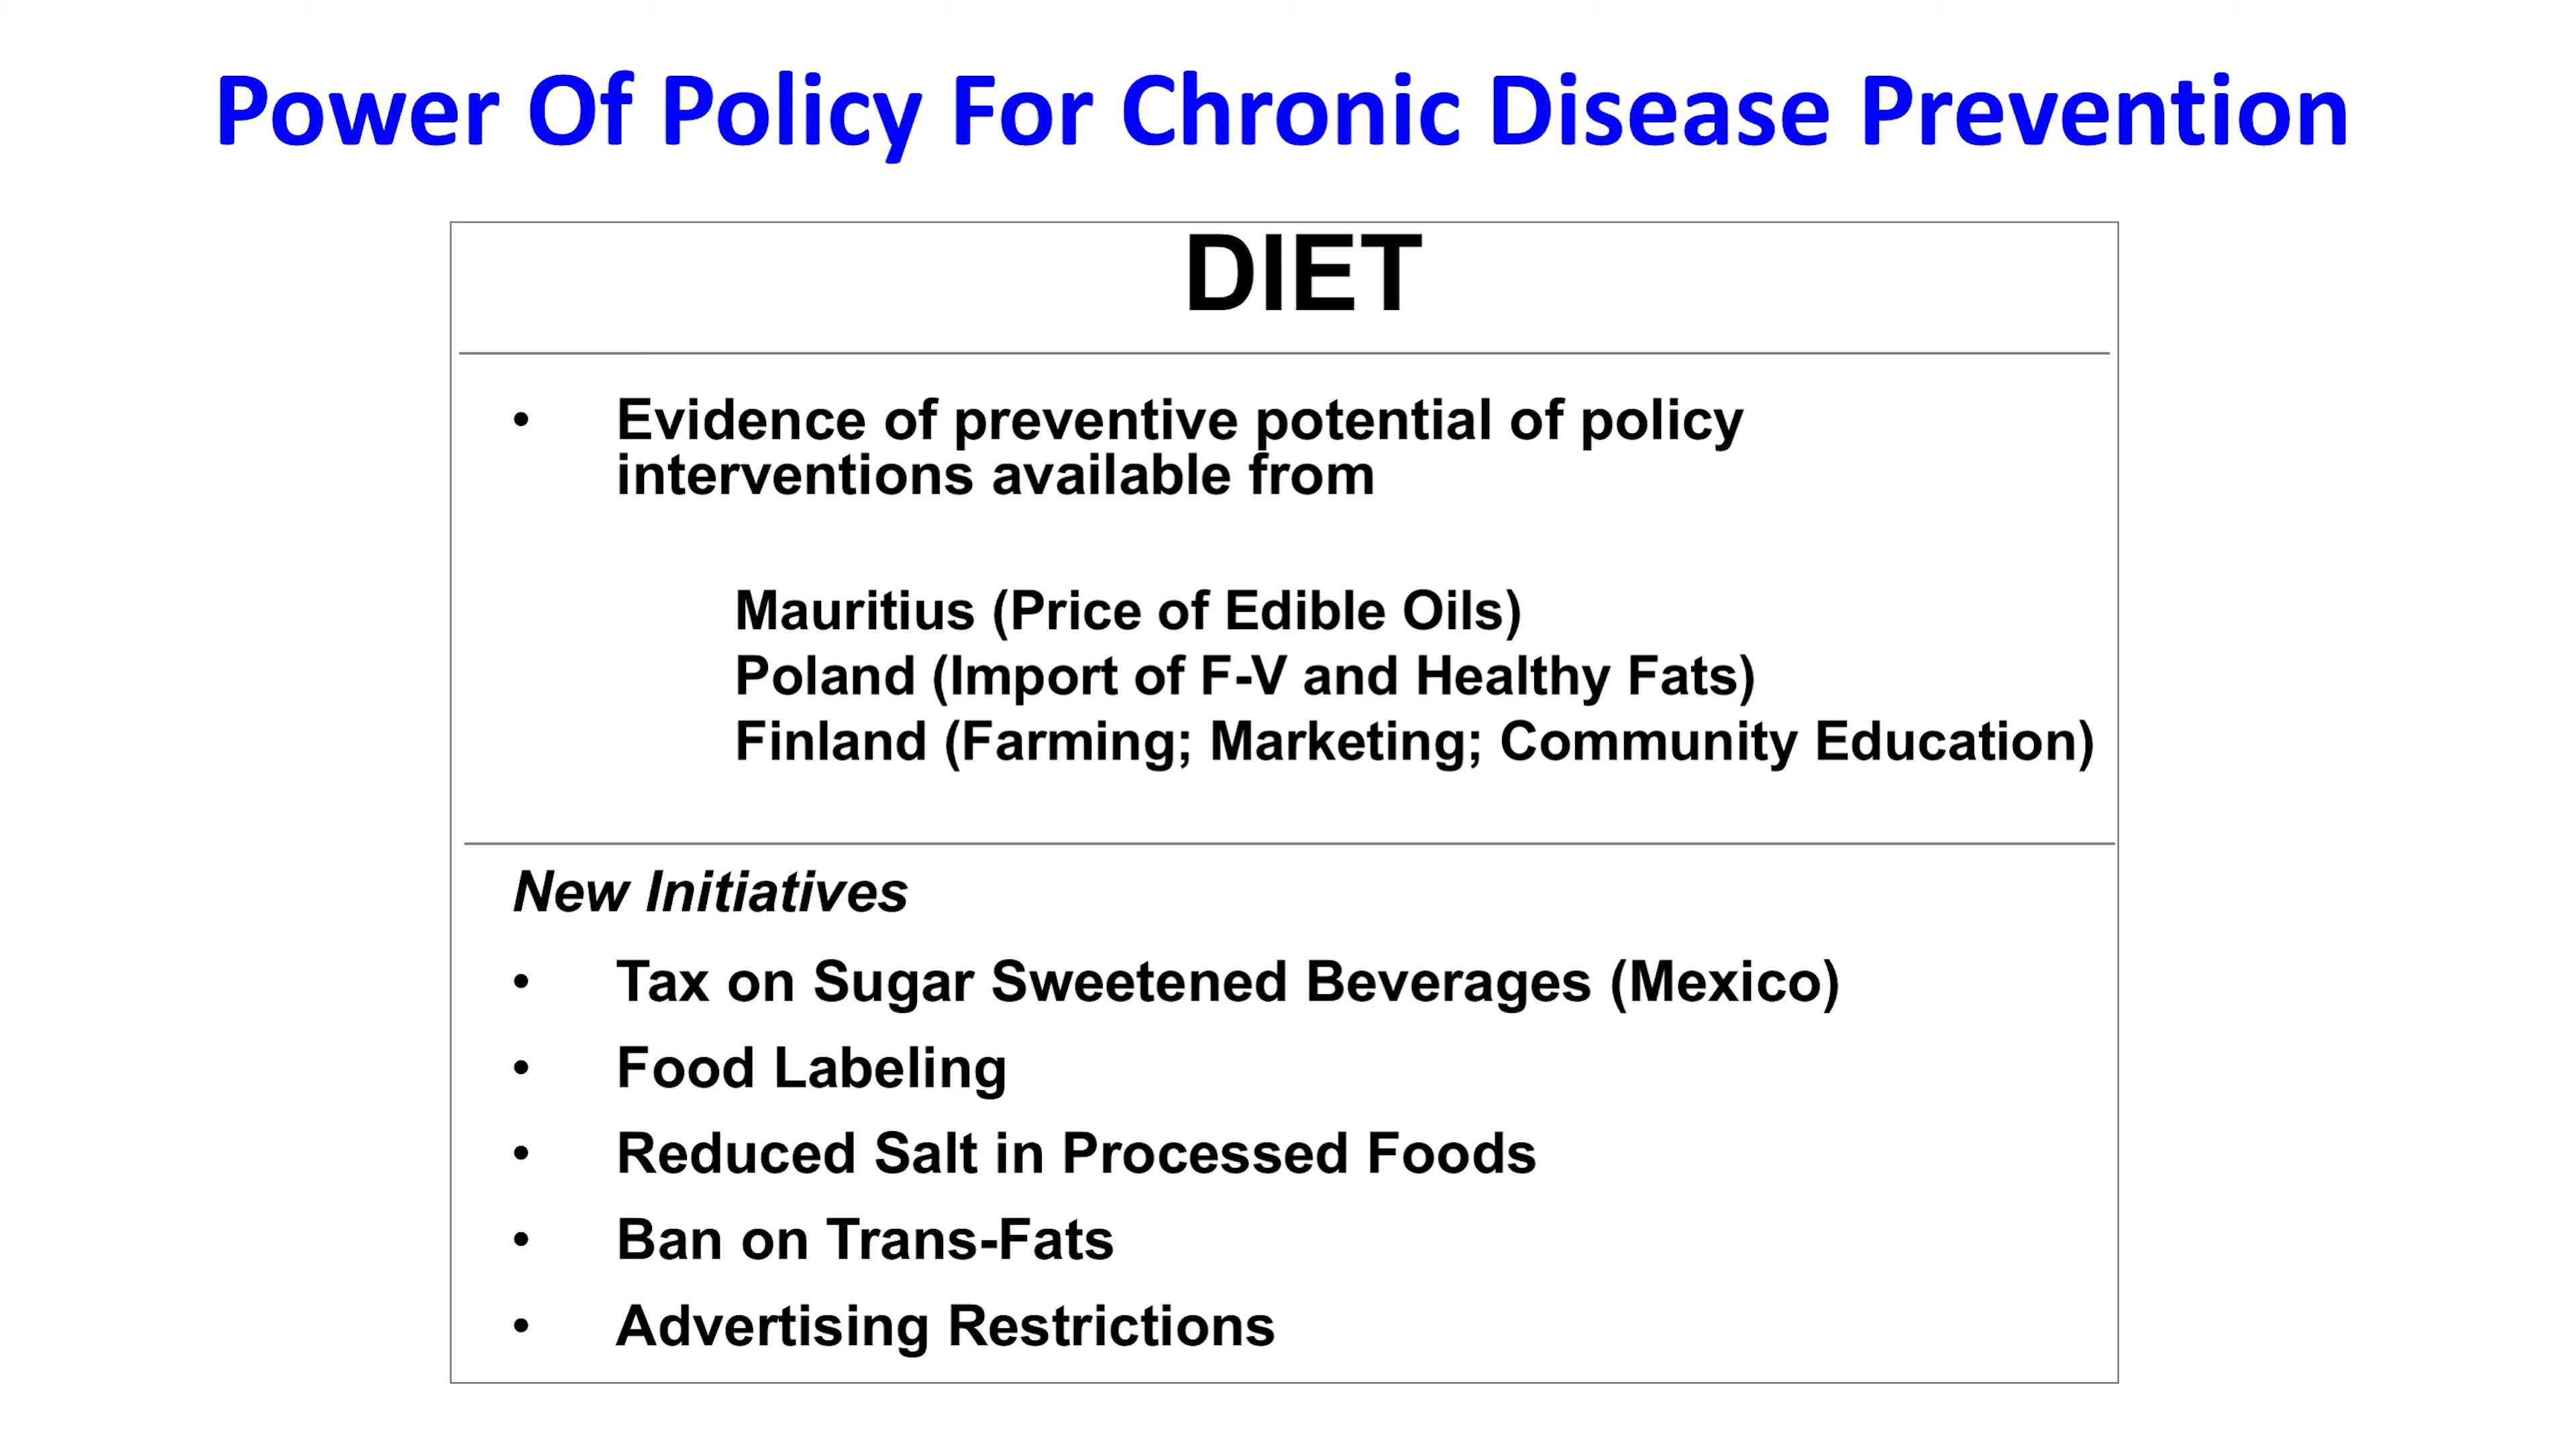 Power Of Policy For Chronic Disease Prevention
DIET
• Evidence of preventive potential of policy
interventions available from
Mauritius (Price of Edible Oils)
Poland (Import of F-V and Healthy Fats)
Finland (Farming; Marketing; Community Education)
New Initiatives
• Tax on Sugar Sweetened Beverages (Mexico)
• Food Labeling
• Reduced Salt in Processed Foods
• Ban on Trans-Fats
• Advertising Restrictions